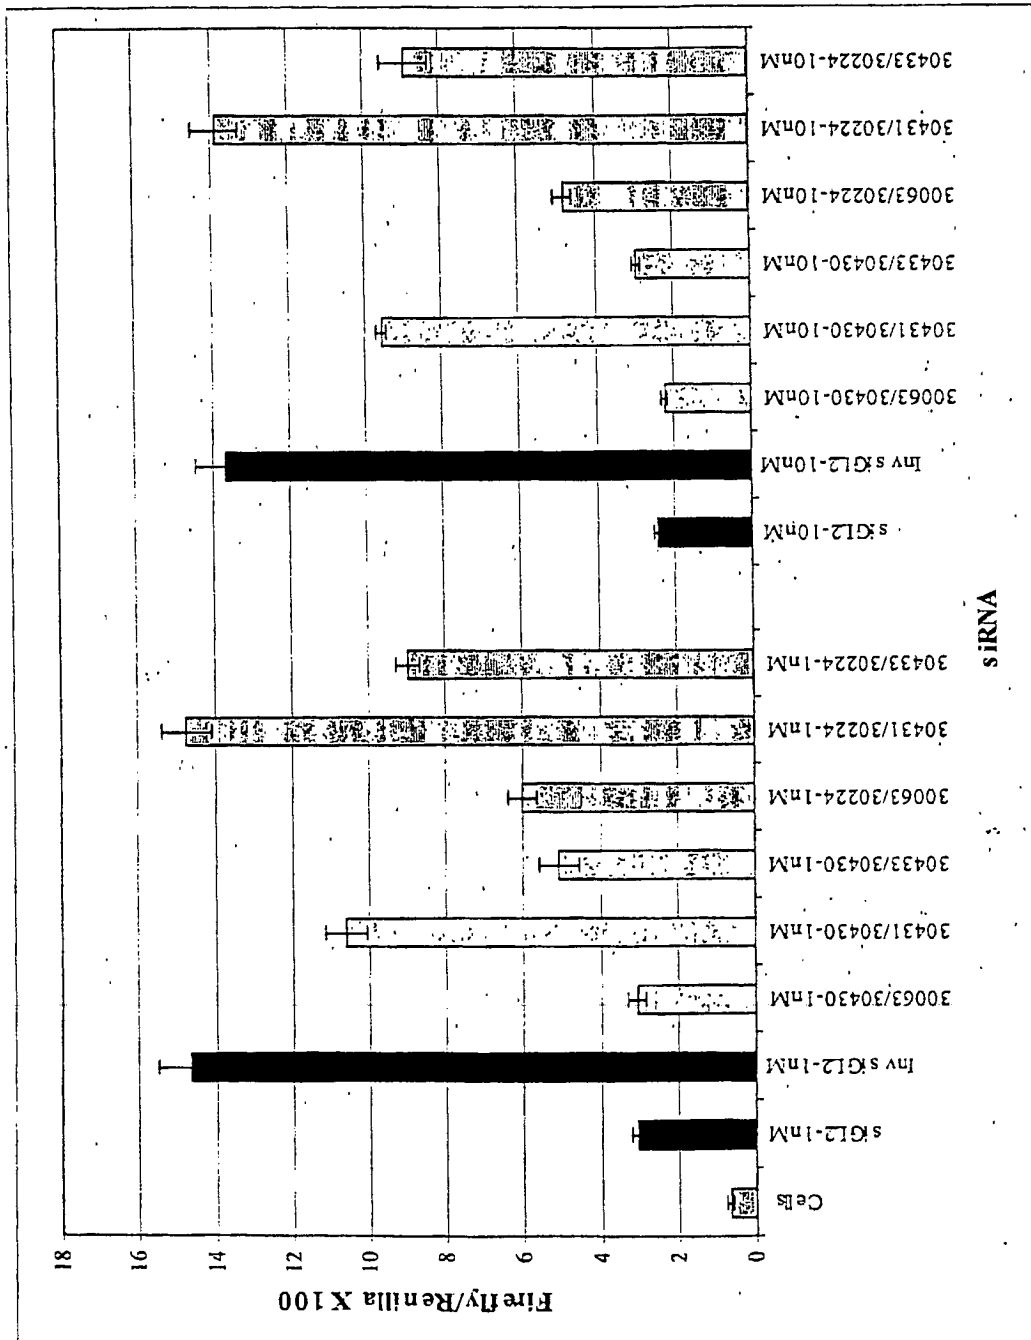 Firefly/Renilla X 100
18
16
14
12
10
8
6
4
2
0
Cells
siGL2-1nM
Inv siGL2-1nM
30063/30430-1nM
30431/30430-1nM
30433/30430-1nM
30063/30224-1nM
30431/30224-1nM
30433/30224-1nM
siGL2-10nM
Inv siGL2-10nM
30063/30430-10nM
30431/30430-10nM
30433/30430-10nM
30063/30224-10nM
30431/30224-10nM
30433/30224-10nM
siRNA